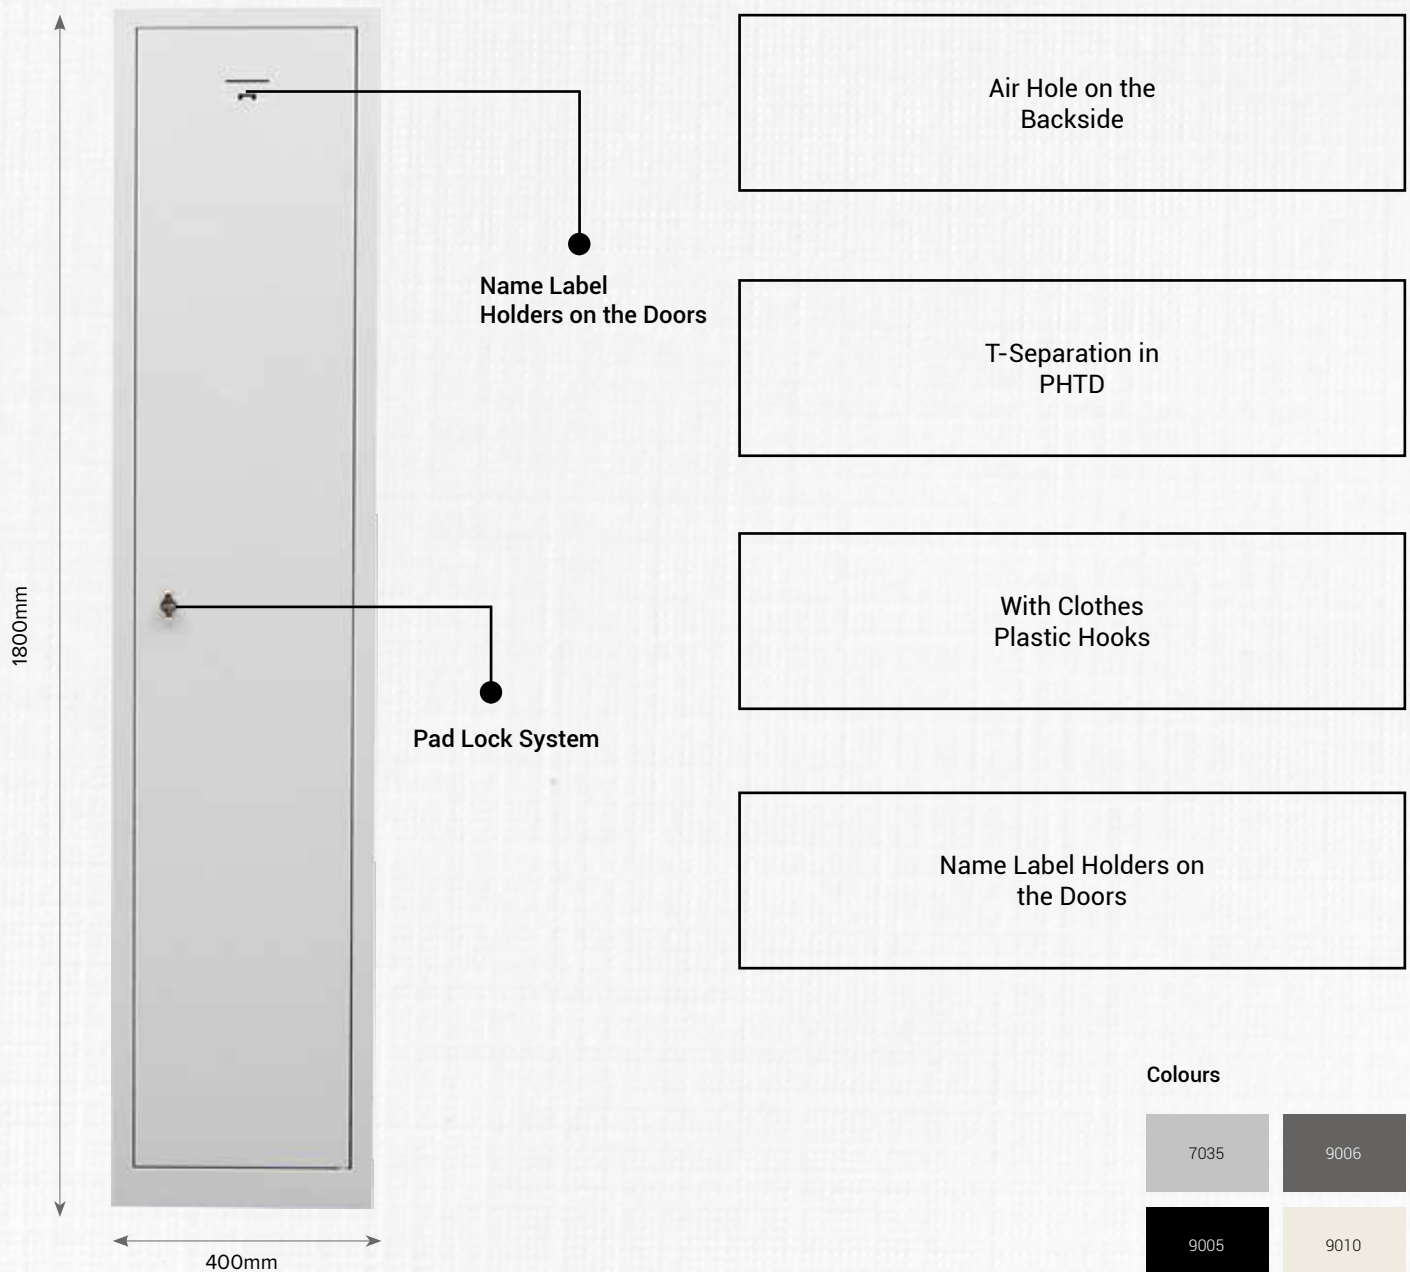 1800mm
400mm
Name Label
Holders on the Doors
Pad Lock System
Air Hole on the
Backside
T-Separation in
PHTD
With Clothes
Plastic Hooks
Name Label Holders on
the Doors
Colours
7035
9006
9005
9010